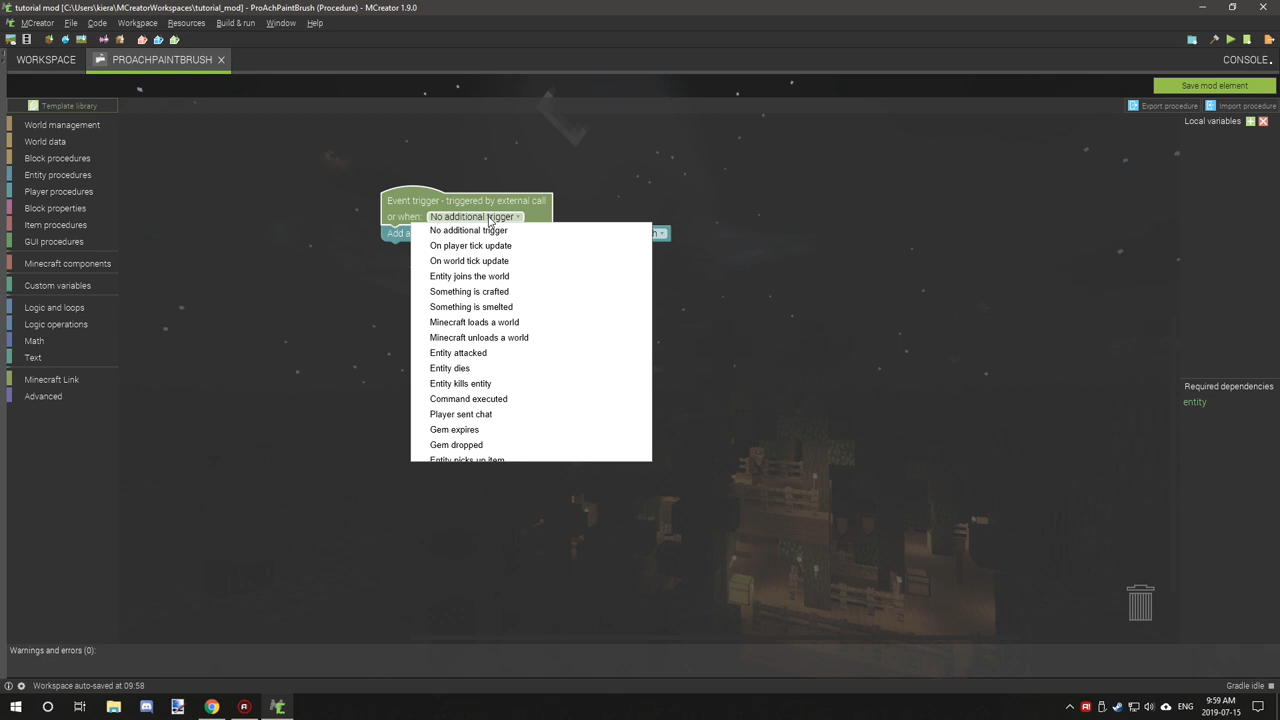 tutorial mod [C:\Users\kiera\MCreatorWorkspaces\tutorial_mod] - ProAchPaintBrush (Procedure) - MCreator 1.9.0
MCreator File Code Workspace Resources Build & run Window Help
WORKSPACE PROACHPAINTBRUSH CONSOLE
Save mod element
Template library
Export procedure Import procedure
Local variables
World management
World data
Block procedures
Entity procedures
Player procedures
Block properties
Item procedures
GUI procedures
Minecraft components
Custom variables
Logic and loops
Logic operations
Math
Text
Minecraft Link
Advanced
Event trigger - triggered by external call
or when: No additional trigger
Add a
h
No additional trigger
On player tick update
On world tick update
Entity joins the world
Something is crafted
Something is smelted
Minecraft loads a world
Minecraft unloads a world
Entity attacked
Entity dies
Entity kills entity
Command executed
Player sent chat
Gem expires
Gem dropped
Entity picks up item
Required dependencies
entity
Warnings and errors (0):
Workspace auto-saved at 09:58
Gradle idle
ENG
9:59 AM
2019-07-15